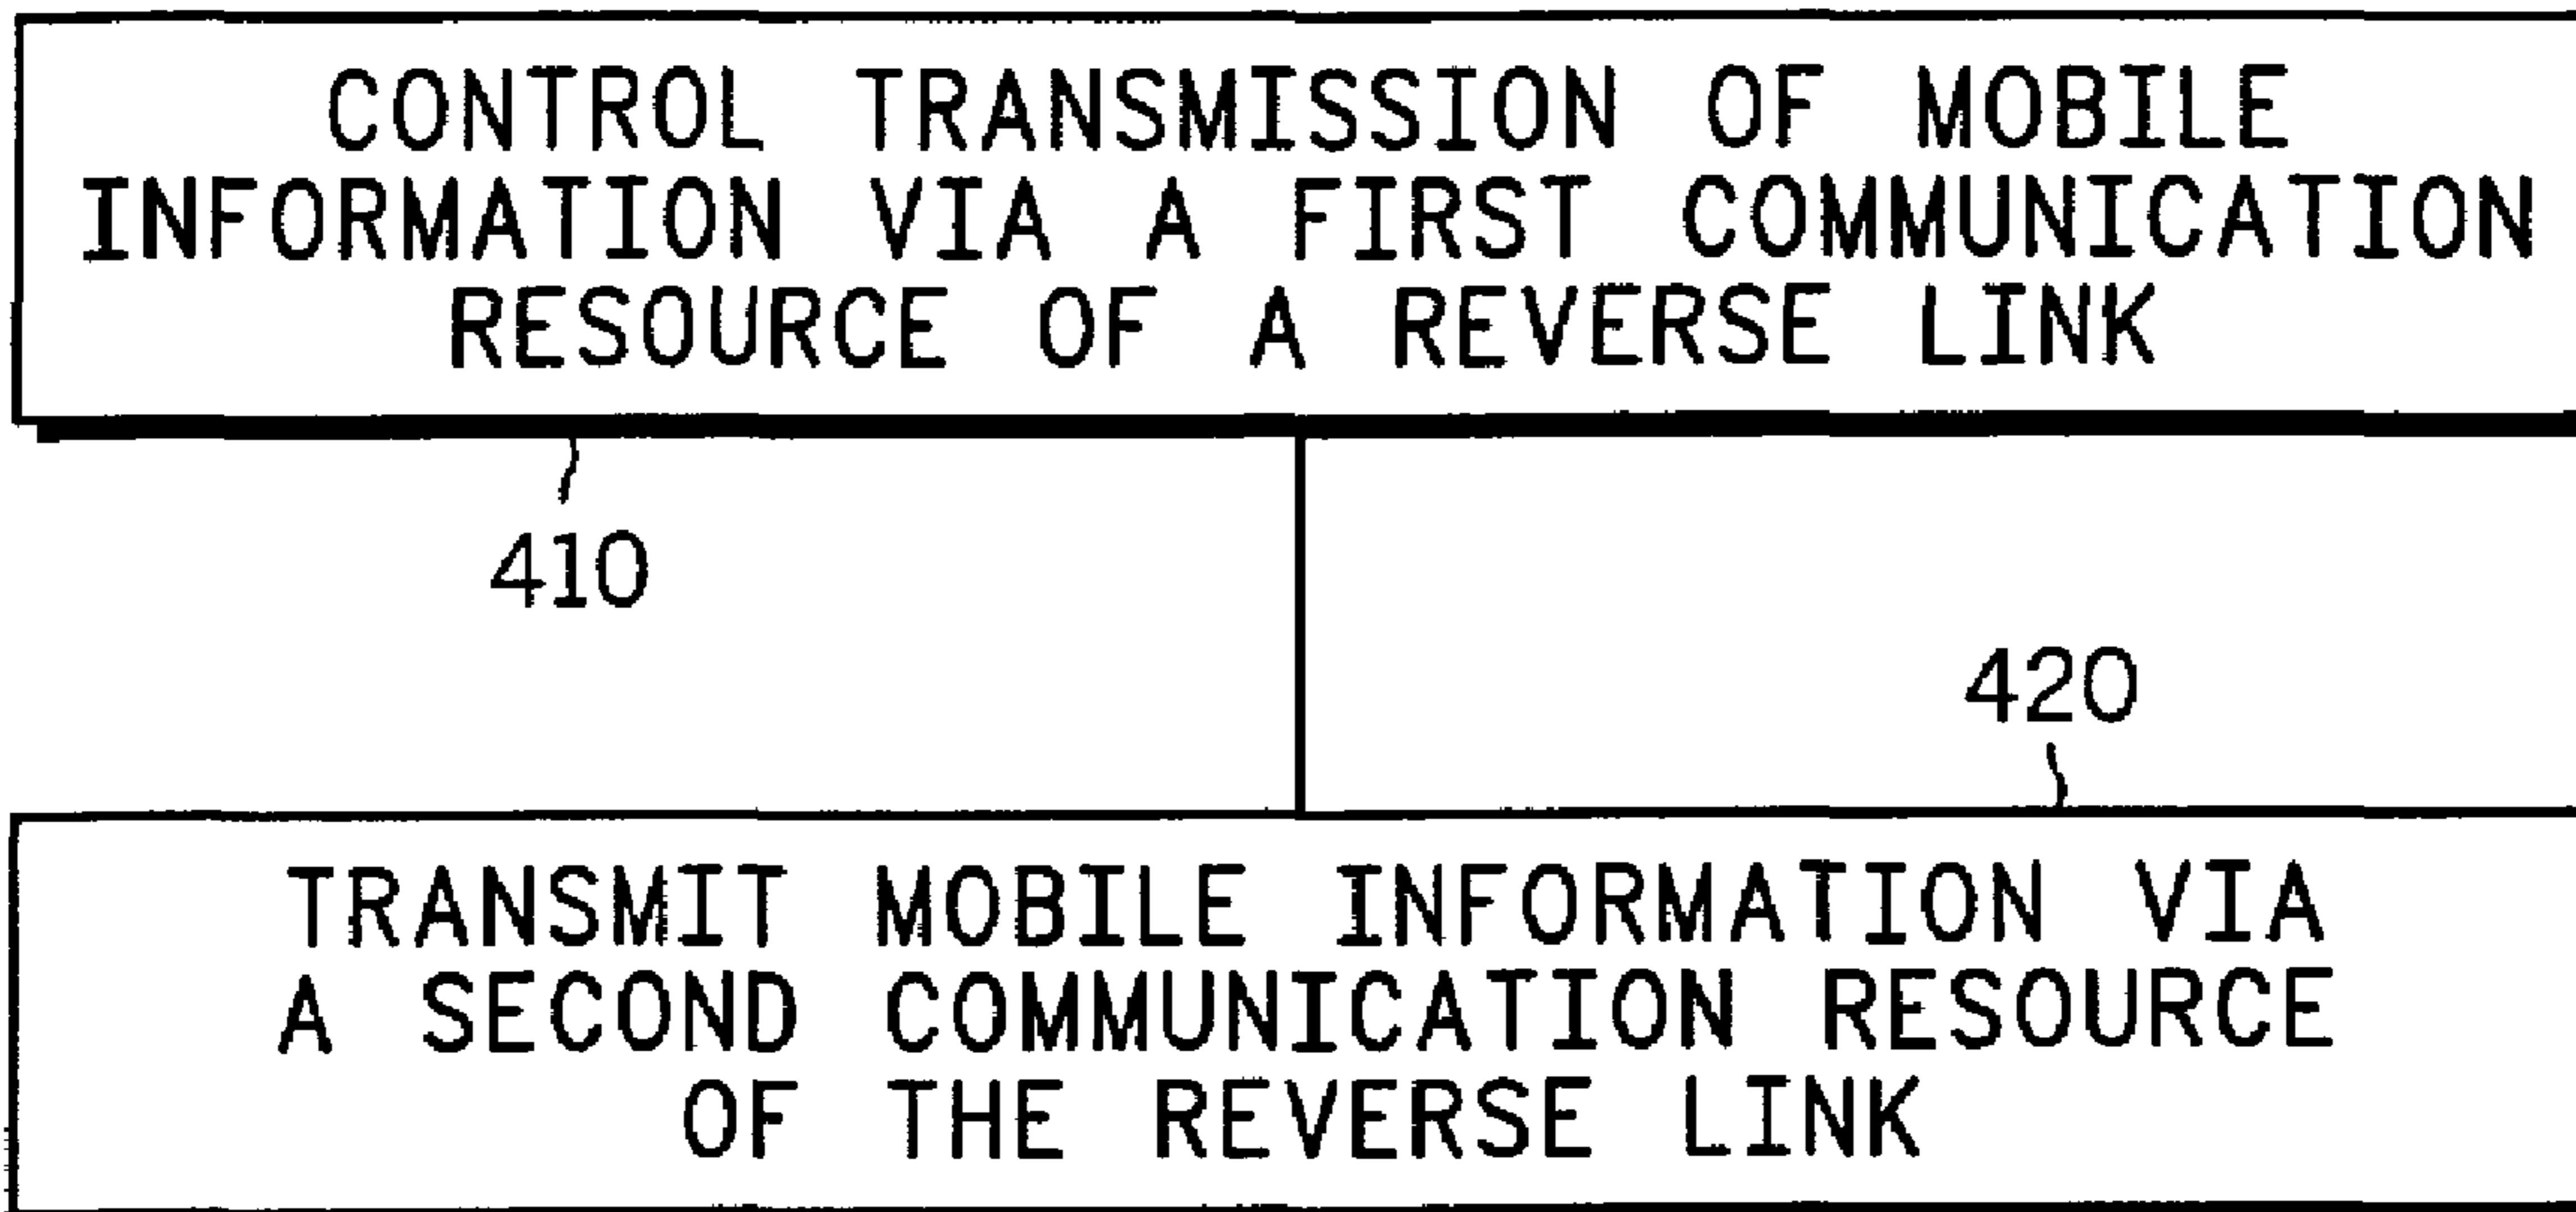 CONTROL TRANSMISSION OF MOBILE
INFORMATION VIA A FIRST COMMUNICATION
RESOURCE OF A REVERSE LINK
410
420
TRANSMIT MOBILE INFORMATION VIA
A SECOND COMMUNICATION RESOURCE
OF THE REVERSE LINK